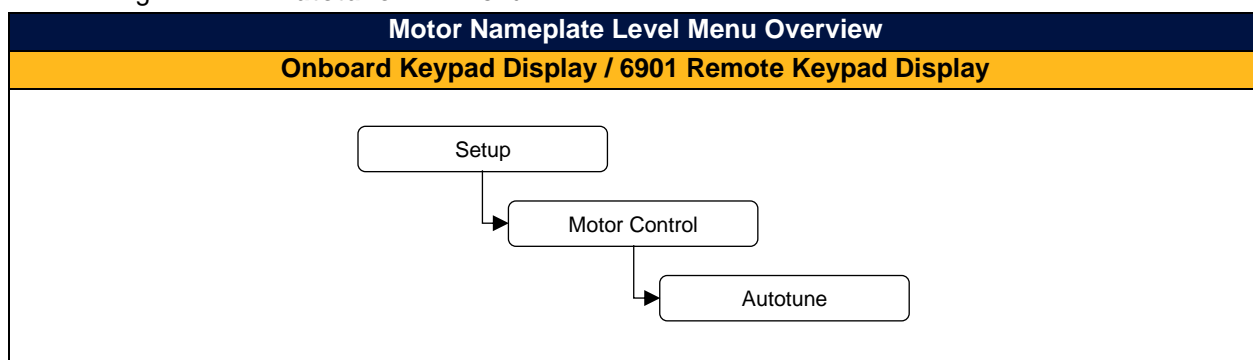 Motor Nameplate Level Menu Overview
Onboard Keypad Display / 6901 Remote Keypad Display
Setup
Motor Control
Autotune